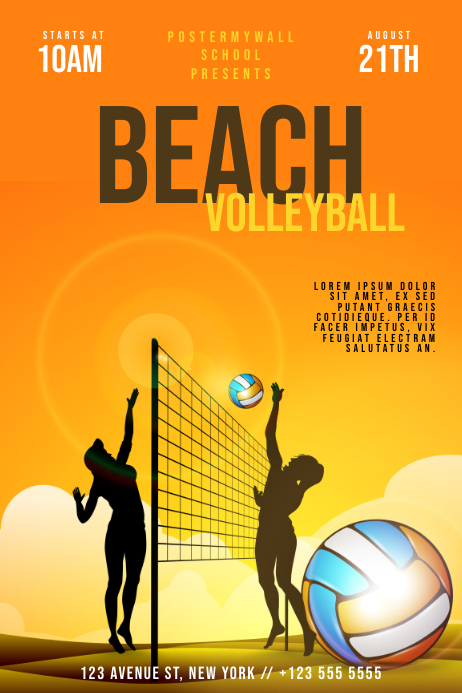 STARTS AT
10AM
POSTERMYWALL
SCHOOL
PRESENTS
AUGUST
21TH
BEACH
VOLLEYBALL
LOREM IPSUM DOLOR
SIT AMET, EX SED
PUTANT GRAECIS
COTIDIEQUE. PER ID
FACER IMPETUS, VIX
FEUGIAT ELECTRAM
SALUTATUS AN.
123 AVENUE ST, NEW YORK // +123 555 5555